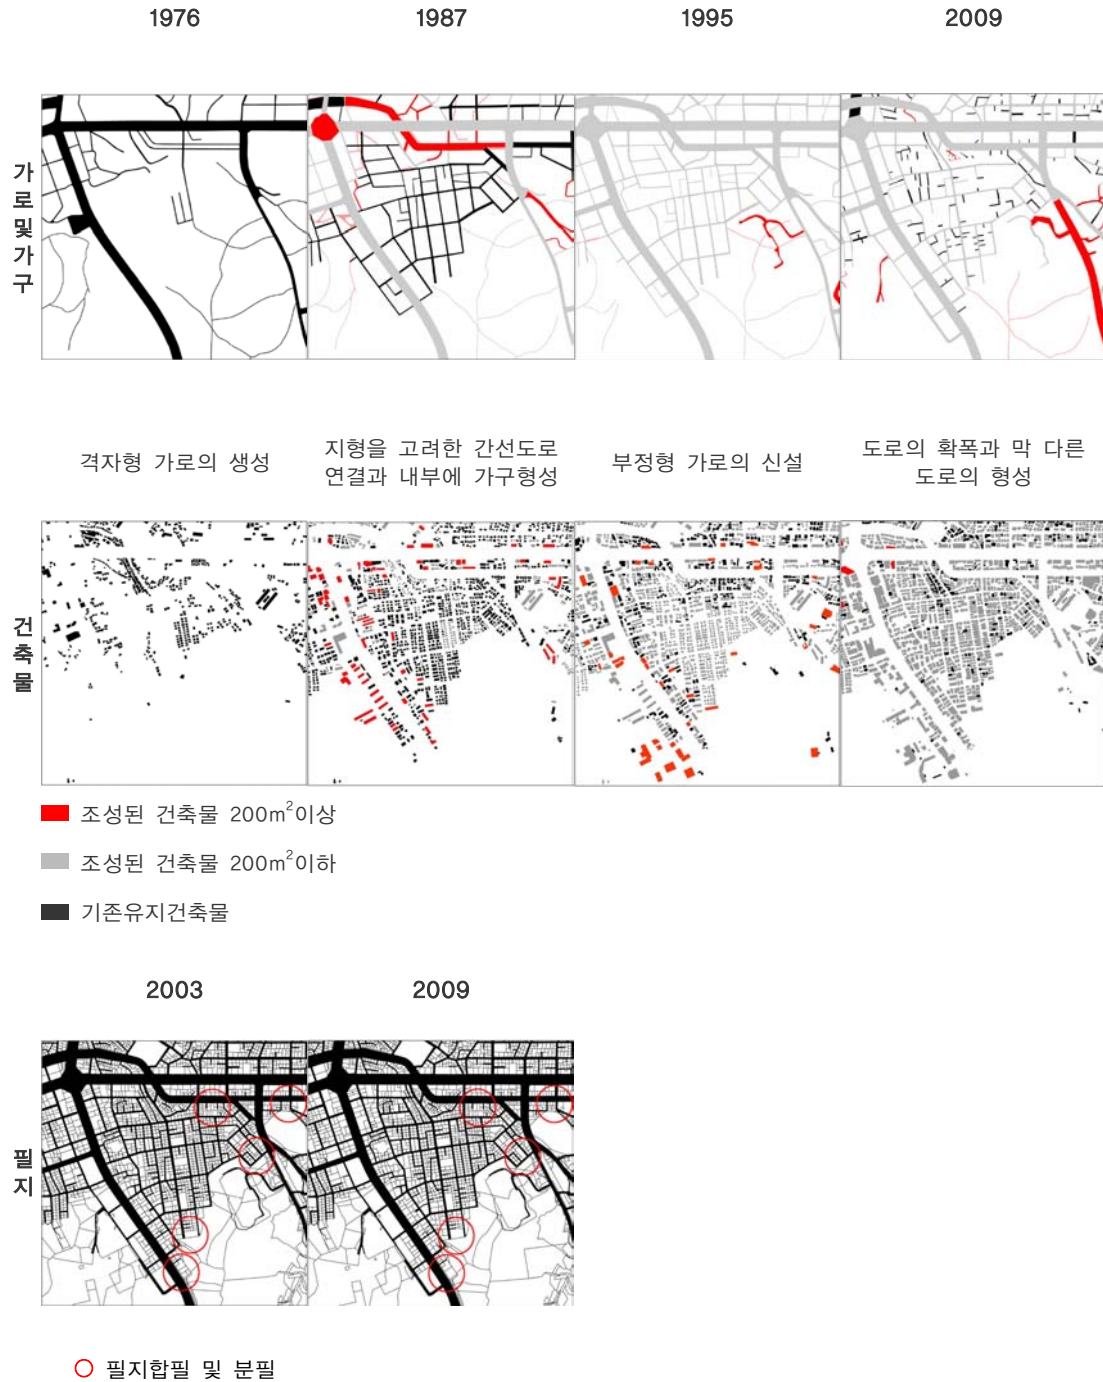 1976 1987 1995 2009
가로및가구
격자형 가로의 생성
지형을 고려한 간선도로
연결과 내부에 가구형성
부정형 가로의 신설
도로의 확폭과 막 다른
도로의 형성
건축물
조성된 건축물 200m²이상
조성된 건축물 200m²이하
기존유지건축물
2003 2009
필지
필지합필 및 분필